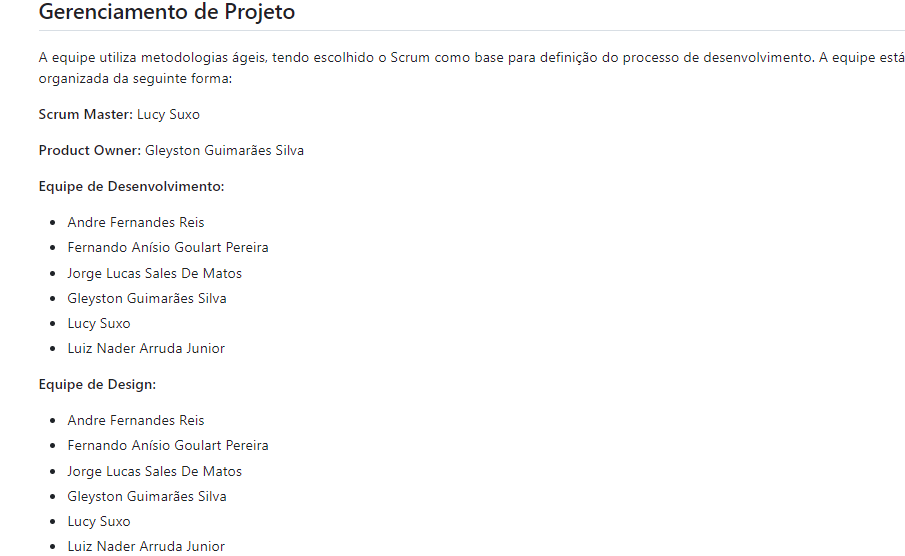 Gerenciamento de Projeto
A equipe utiliza metodologias ágeis, tendo escolhido o Scrum como base para definição do processo de desenvolvimento. A equipe está
organizada da seguinte forma:
Scrum Master: Lucy Suxo
Product Owner: Gleyston Guimarães Silva
Equipe de Desenvolvimento:
• Andre Fernandes Reis
• Fernando Anísio Goulart Pereira
• Jorge Lucas Sales De Matos
• Gleyston Guimarães Silva
• Lucy Suxo
• Luiz Nader Arruda Junior
Equipe de Design:
• Andre Fernandes Reis
• Fernando Anísio Goulart Pereira
• Jorge Lucas Sales De Matos
• Gleyston Guimarães Silva
• Lucy Suxo
• Luiz Nader Arruda Junior